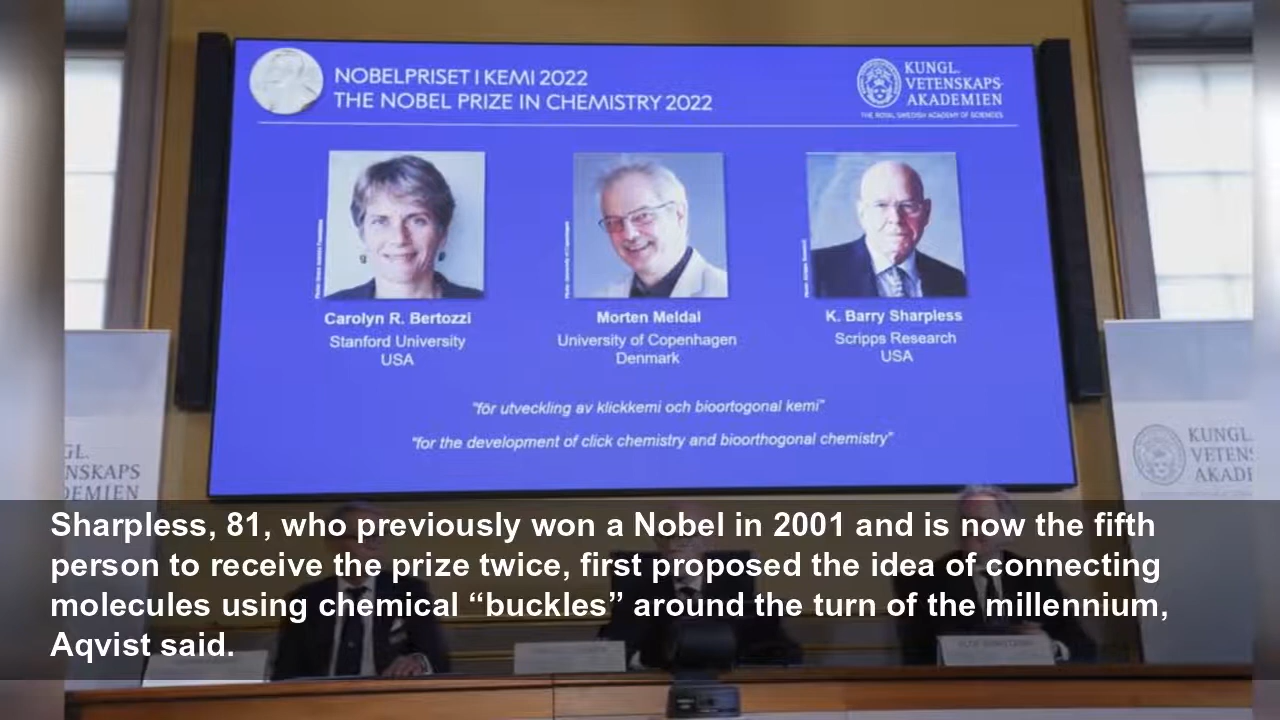 NOBELPRISET I KEMI 2022
THE NOBEL PRIZE IN CHEMISTRY 2022
KUNGL.
VETENSKAPS-
AKADEMIEN
THE ROYAL SWEDISH ACADEMY OF SCIENCES
Carolyn R. Bertozzi
Stanford University
USA
Morten Meldal
University of Copenhagen
Denmark
K. Barry Sharpless
Scripps Research
USA
"för utveckling av klickkemi och bioortogonal kemi"
"for the development of click chemistry and bioorthogonal chemistry"
GL.
NSKAPS
DEMIEN
KUNGL.
VETENS
AKADE
Sharpless, 81, who previously won a Nobel in 2001 and is now the fifth
person to receive the prize twice, first proposed the idea of connecting
molecules using chemical “buckles” around the turn of the millennium,
Aqvist said.